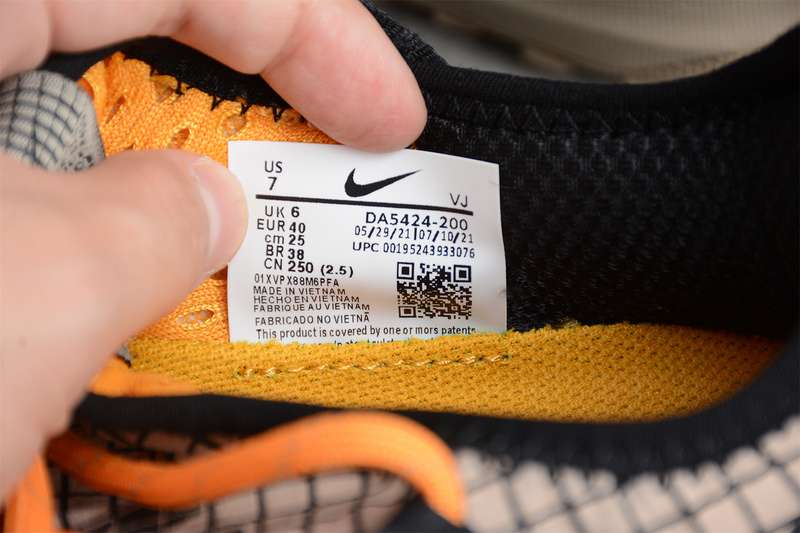 US
7
VJ
UK 6
EUR 40
cm 25
BR 38
CN 250 (2.5)
DA5424-200
05/29/21|07/10/21
UPC 00195243933076
01XVPX88M6PFA
MADE IN VIETNAM
HECHO EN VIETNAM
FABRIQUE AU VIETNAM
FABRICADO NO VIETNÃ
This product is covered by one or more patents